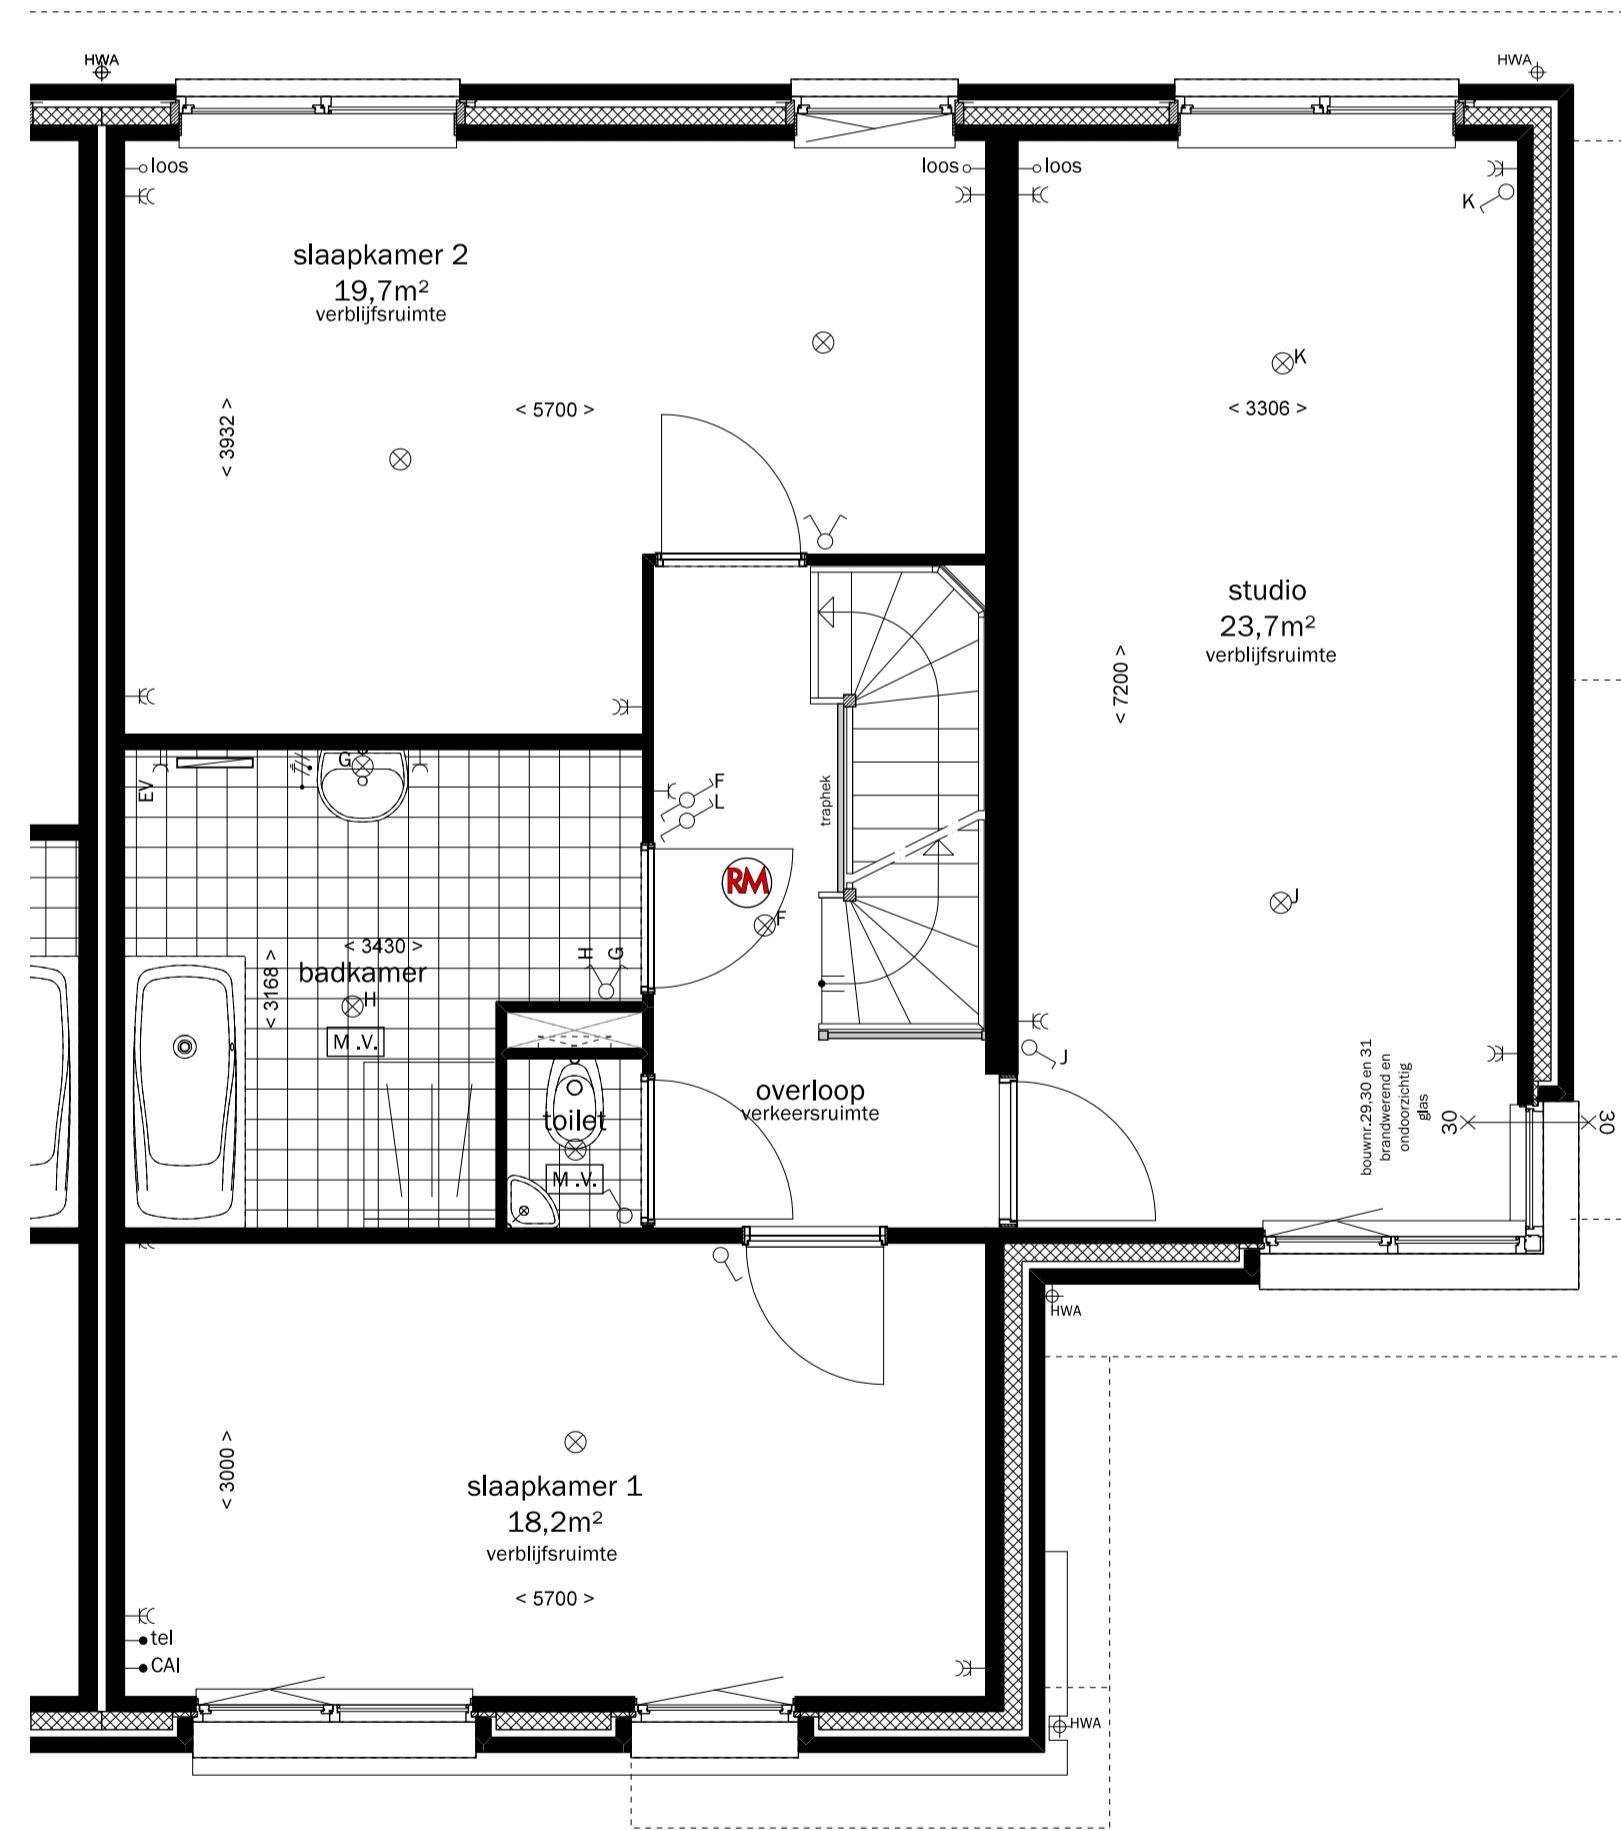 HWA
HWA
loos
loos
loos
K
slaapkamer 2
19,7m²
verblijfsruimte
K
< 3932 >
< 5700 >
< 3306 >
studio
23,7m²
verblijfsruimte
< 7200 >
EV
G
F
L
traphek
RM
F
J
< 3430 >
< 3168 >
badkamer
H
G
H
M.V.
J
overloop
verkeersruimte
toilet
M.V.
bouwnr.29,30 en 31
brandwerend en
ondoorzichtig
glas
30
30
HWA
< 3000 >
slaapkamer 1
18,2m²
verblijfsruimte
< 5700 >
tel
CAI
HWA